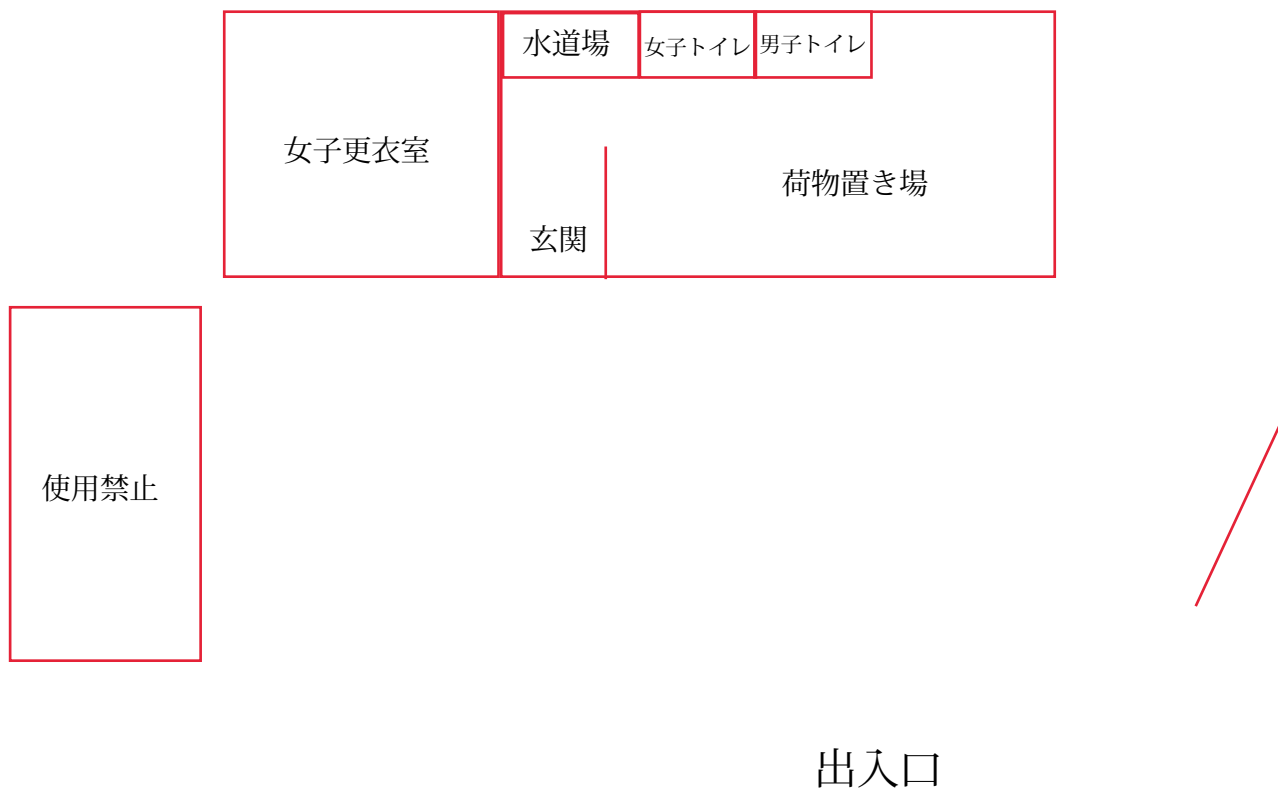 水道場
女子トイレ
男子トイレ
女子更衣室
荷物置き場
玄関
使用禁止
出入口